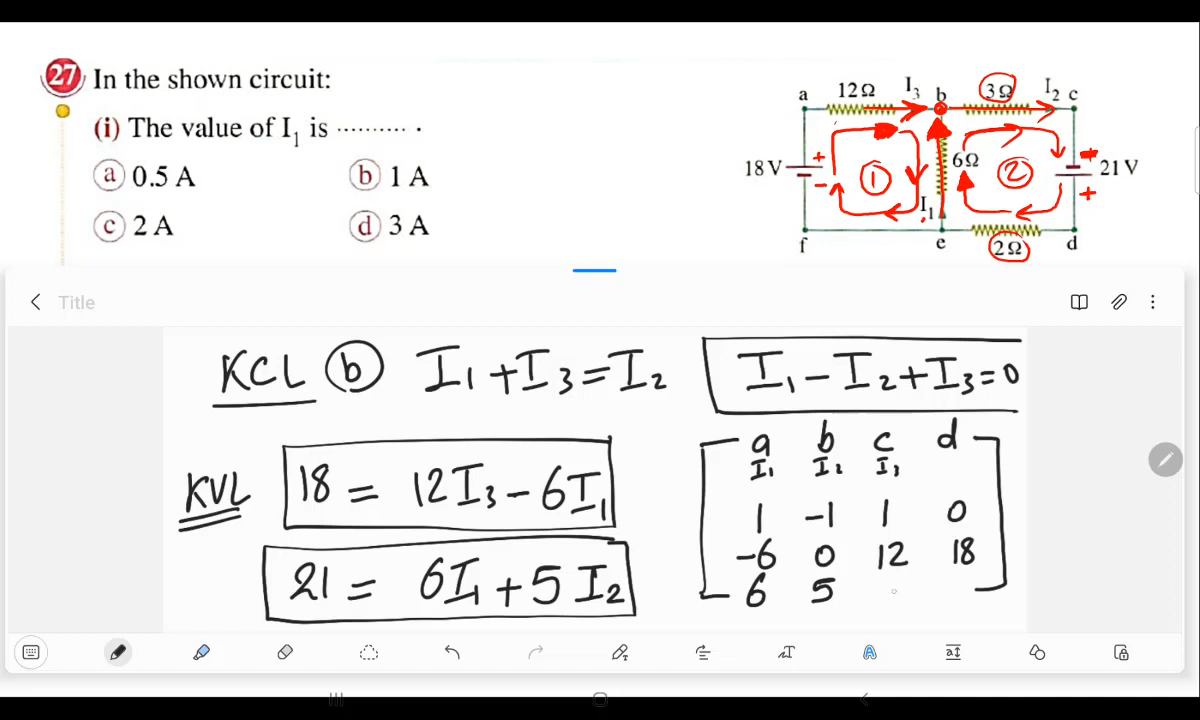 27 In the shown circuit:
(i) The value of I₁ is .......... .
a 0.5 A b 1 A
c 2 A d 3 A
a 12Ω I₃ b 3Ω I₂ c
18 V + - 1 6Ω 2 - + 21 V
I₁
f e 2Ω d
Title
KCL b I₁ + I₃ = I₂ I₁ - I₂ + I₃ = 0
KVL 18 = 12I₃ - 6I₁
21 = 6I₁ + 5I₂
a b c d
I₁ I₂ I₃
1 -1 1 0
-6 0 12 18
6 5